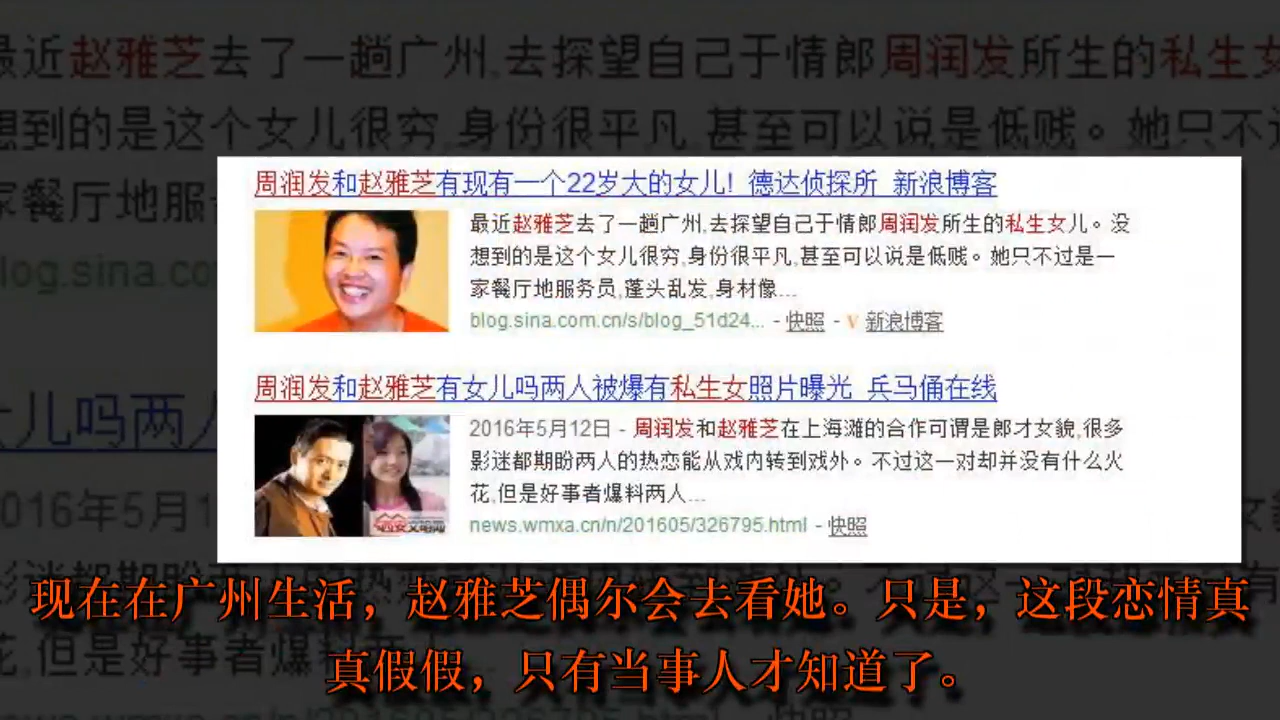 最近赵雅芝去了一趟广州,去探望自己于情郎周润发所生的私生女
想到的是这个女儿很穷,身份很平凡,甚至可以说是低贱。她只不过
家餐厅地服
log.sina.co
儿吗两人
2016年5月1
周润发和赵雅芝有现有一个22岁大的女儿! 德达侦探所 新浪博客
最近赵雅芝去了一趟广州,去探望自己于情郎周润发所生的私生女儿。没
想到的是这个女儿很穷,身份很平凡,甚至可以说是低贱。她只不过是一
家餐厅地服务员,蓬头乱发,身材像...
blog.sina.com.cn/s/blog_51d24... - 快照 - V 新浪博客
周润发和赵雅芝有女儿吗两人被爆有私生女照片曝光 兵马俑在线
2016年5月12日 - 周润发和赵雅芝在上海滩的合作可谓是郎才女貌,很多
影迷都期盼两人的热恋能从戏内转到戏外。不过这一对却并没有什么火
花,但是好事者爆料两人...
news.wmxa.cn/n/201605/326795.html - 快照
现在在广州生活，赵雅芝偶尔会去看她。只是，这段恋情真
真假假，只有当事人才知道了。
花,但是好事者爆料